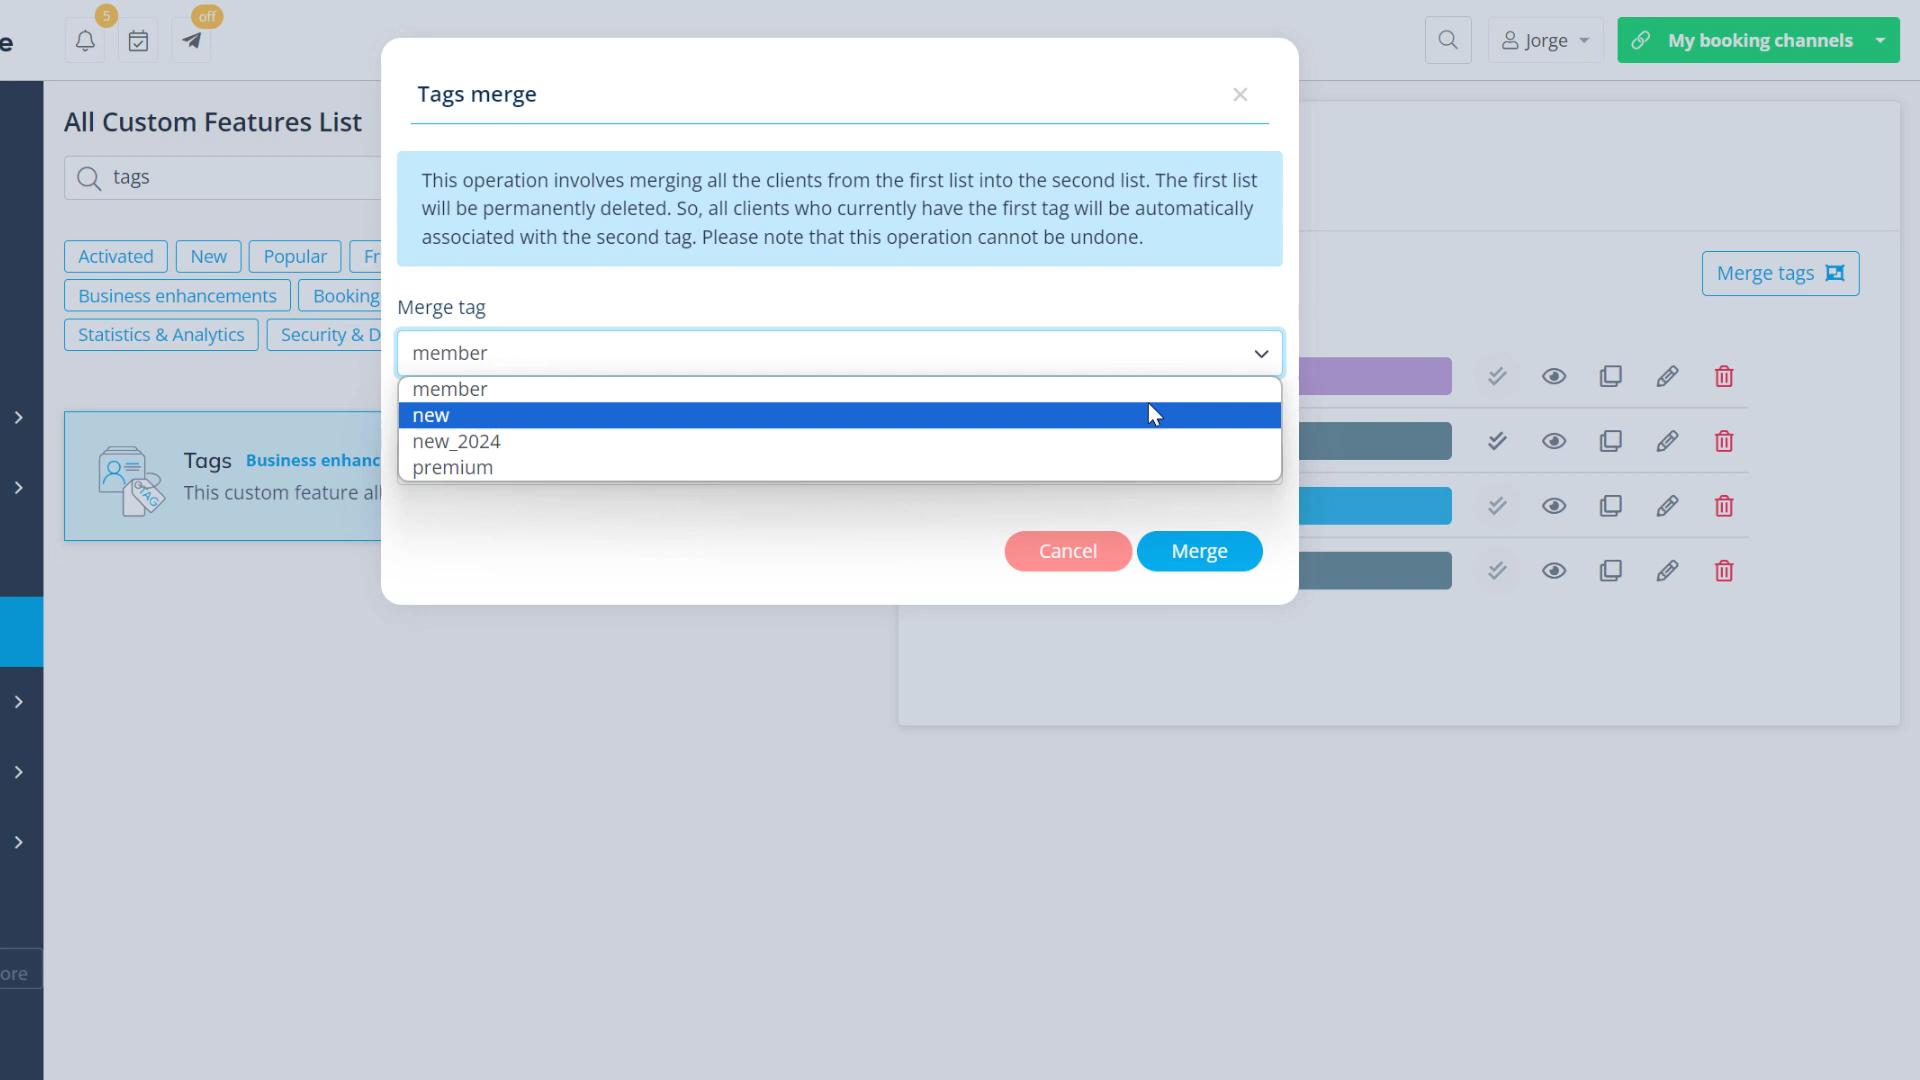 e
5
off
Jorge
My booking channels
All Custom Features List
tags
Activated
New
Popular
Fr
Business enhancements
Booking
Statistics & Analytics
Security & D
Tags Business enhanc
This custom feature all
TAG
ore
Tags merge
This operation involves merging all the clients from the first list into the second list. The first list
will be permanently deleted. So, all clients who currently have the first tag will be automatically
associated with the second tag. Please note that this operation cannot be undone.
Merge tag
member
member
new
new_2024
premium
Cancel
Merge
Merge tags